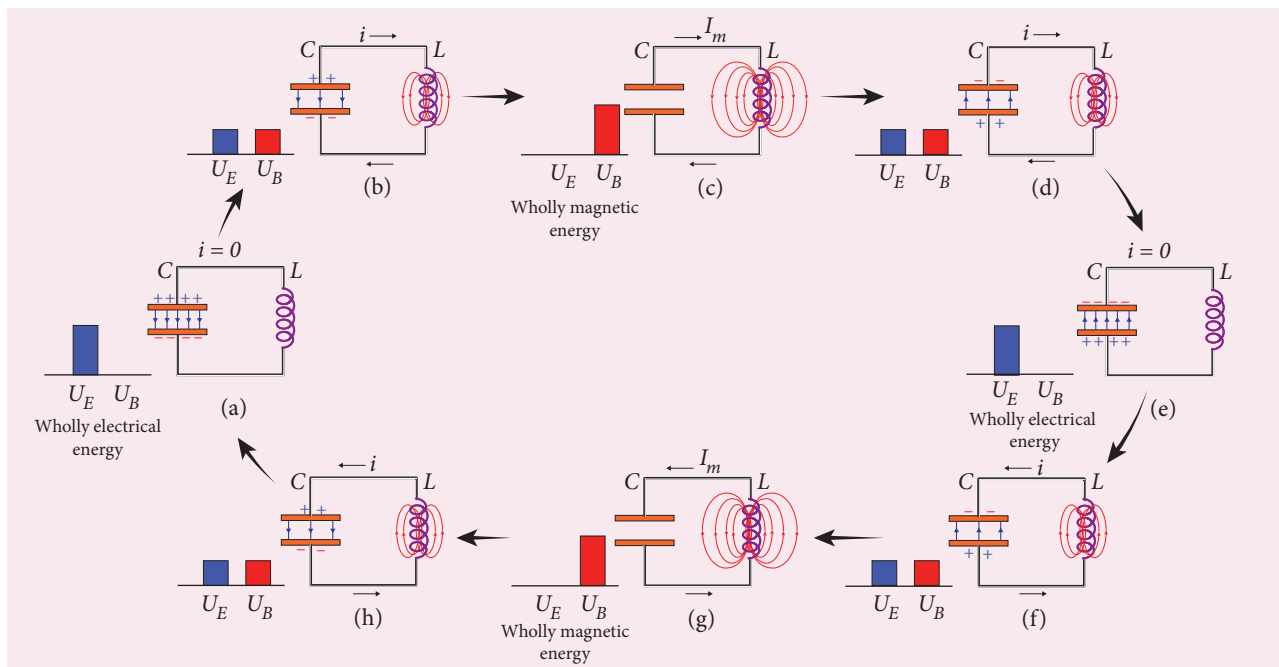 i
C
L
+ +
− −
U_E U_B
(b)
I_m
C
L
U_E U_B
Wholly magnetic
energy
(c)
i
C
L
− −
+ +
U_E U_B
(d)
i = 0
C
L
++ ++
−− −−
U_E U_B
Wholly electrical
energy
(a)
i = 0
C
L
−− −−
++ ++
U_E U_B
Wholly electrical
energy
(e)
i
C
L
+ +
− −
U_E U_B
(h)
I_m
C
L
U_E U_B
Wholly magnetic
energy
(g)
i
C
L
− −
+ +
U_E U_B
(f)